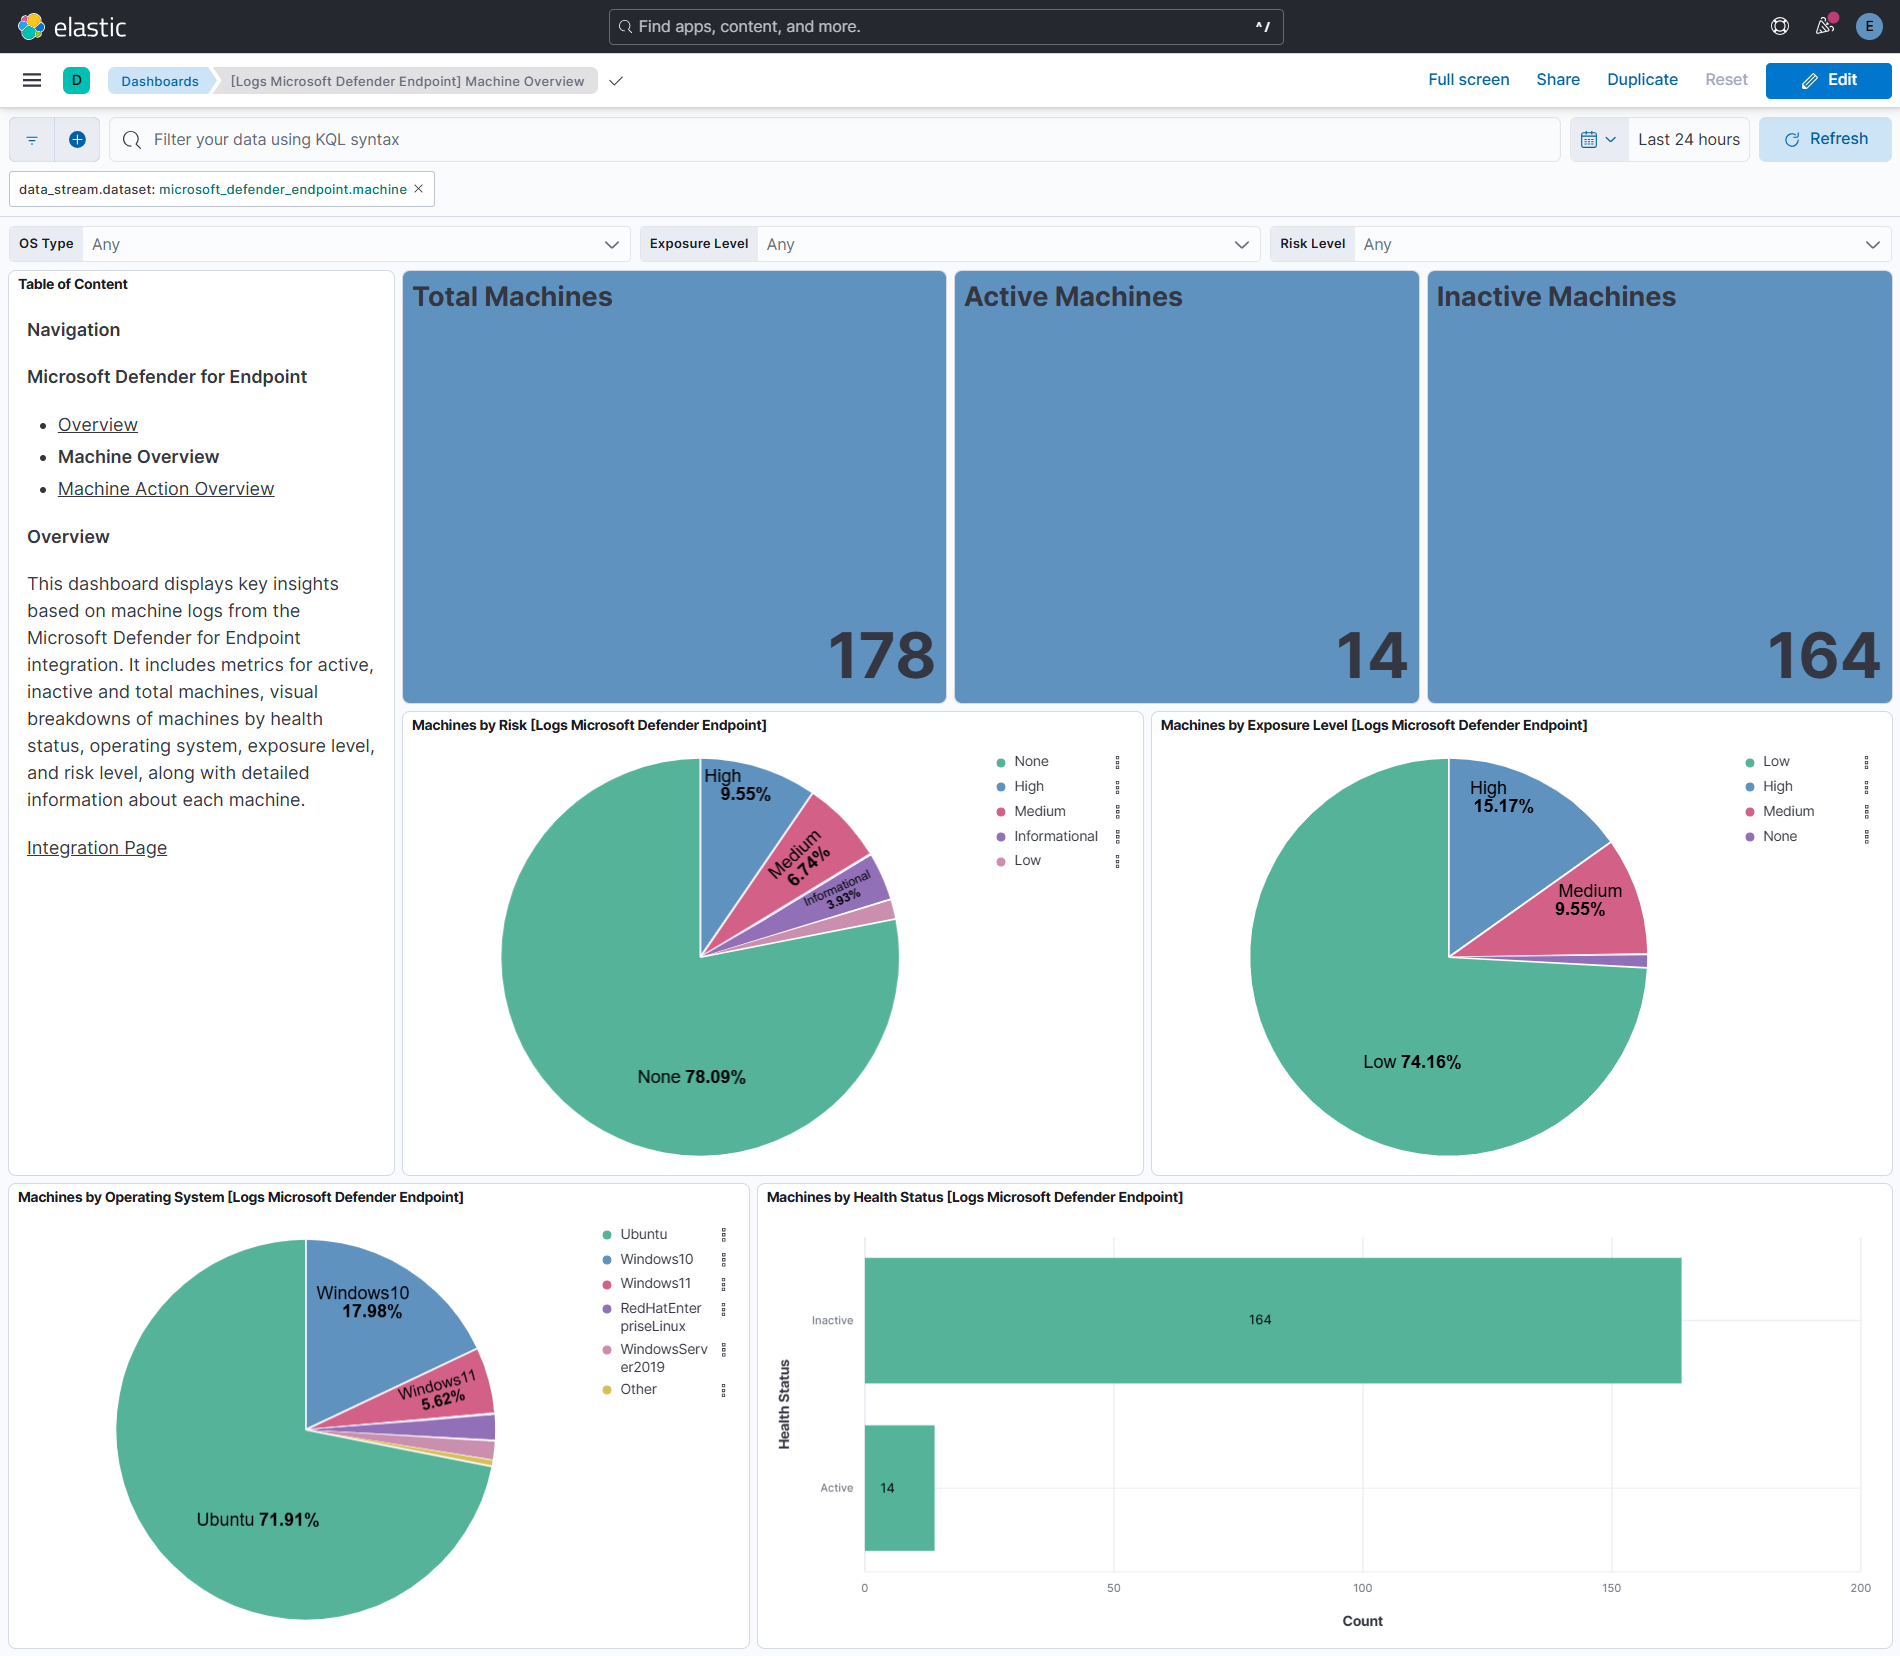 elastic
Find apps, content, and more.
^/
E
D
Dashboards
[Logs Microsoft Defender Endpoint] Machine Overview
Full screen
Share
Duplicate
Reset
Edit
Filter your data using KQL syntax
Last 24 hours
Refresh
data_stream.dataset: microsoft_defender_endpoint.machine
OS Type
Any
Exposure Level
Any
Risk Level
Any
Table of Content
Navigation
Microsoft Defender for Endpoint
Overview
Machine Overview
Machine Action Overview
Overview
This dashboard displays key insights
based on machine logs from the
Microsoft Defender for Endpoint
integration. It includes metrics for active,
inactive and total machines, visual
breakdowns of machines by health
status, operating system, exposure level,
and risk level, along with detailed
information about each machine.
Integration Page
Total Machines
178
Active Machines
14
Inactive Machines
164
Machines by Risk [Logs Microsoft Defender Endpoint]
High
9.55%
Medium
6.74%
Informational
3.93%
None 78.09%
None
High
Medium
Informational
Low
Machines by Exposure Level [Logs Microsoft Defender Endpoint]
High
15.17%
Medium
9.55%
Low 74.16%
Low
High
Medium
None
Machines by Operating System [Logs Microsoft Defender Endpoint]
Windows10
17.98%
Windows11
5.62%
Ubuntu 71.91%
Ubuntu
Windows10
Windows11
RedHatEnter
priseLinux
WindowsServ
er2019
Other
Machines by Health Status [Logs Microsoft Defender Endpoint]
Health Status
Inactive
164
Active
14
0
50
100
150
200
Count